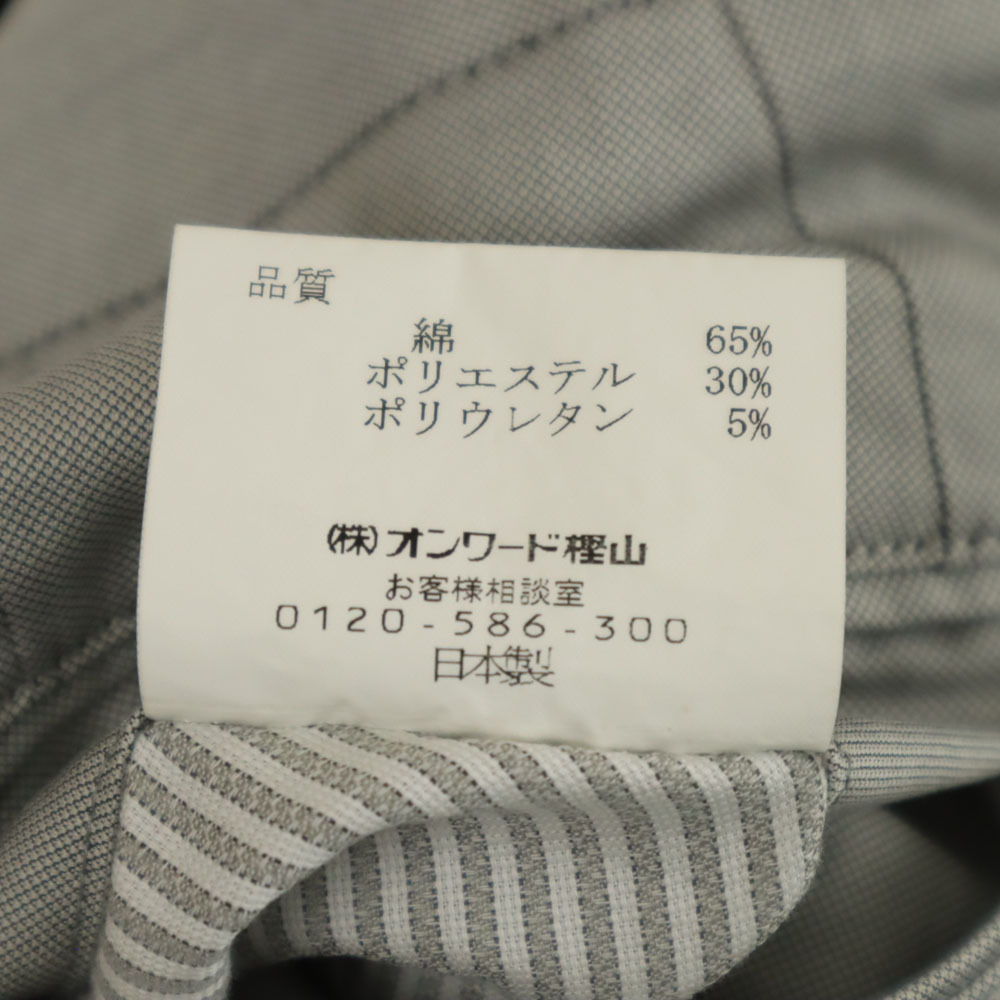 品質
綿 65%
ポリエステル 30%
ポリウレタン 5%
(株)オンワード樫山
お客様相談室
0120-586-300
日本製